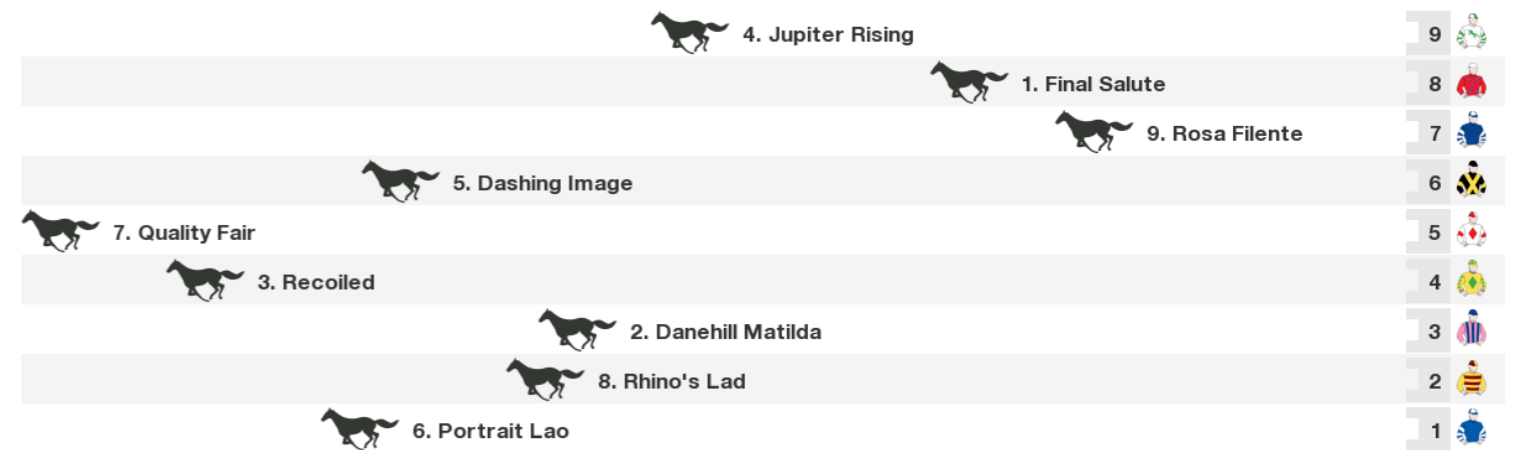 4. Jupiter Rising 9
1. Final Salute 8
9. Rosa Filente 7
5. Dashing Image 6
7. Quality Fair 5
3. Recoiled 4
2. Danehill Matilda 3
8. Rhino's Lad 2
6. Portrait Lao 1